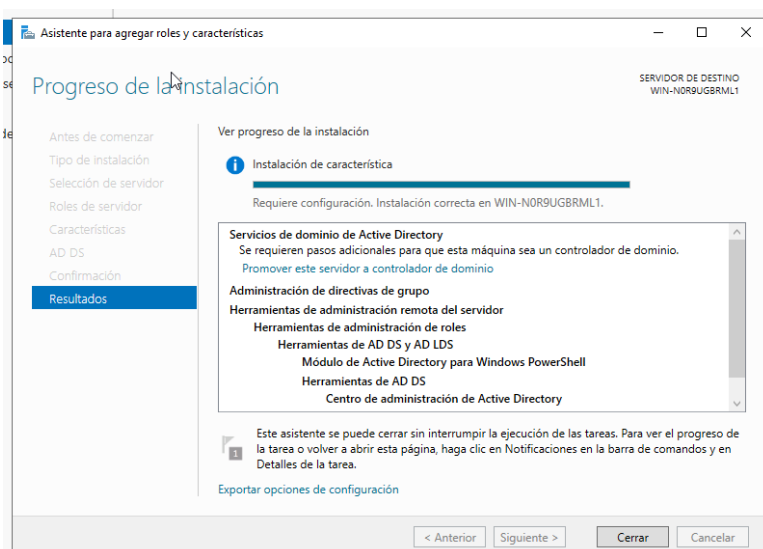 Asistente para agregar roles y características
Progreso de la instalación
SERVIDOR DE DESTINO
WIN-N0R9UGBRML1
Antes de comenzar
Tipo de instalación
Selección de servidor
Roles de servidor
Características
AD DS
Confirmación
Resultados
Ver progreso de la instalación
Instalación de característica
Requiere configuración. Instalación correcta en WIN-N0R9UGBRML1.
Servicios de dominio de Active Directory
Se requieren pasos adicionales para que esta máquina sea un controlador de dominio.
Promover este servidor a controlador de dominio
Administración de directivas de grupo
Herramientas de administración remota del servidor
Herramientas de administración de roles
Herramientas de AD DS y AD LDS
Módulo de Active Directory para Windows PowerShell
Herramientas de AD DS
Centro de administración de Active Directory
1
Este asistente se puede cerrar sin interrumpir la ejecución de las tareas. Para ver el progreso de
la tarea o volver a abrir esta página, haga clic en Notificaciones en la barra de comandos y en
Detalles de la tarea.
Exportar opciones de configuración
< Anterior
Siguiente >
Cerrar
Cancelar